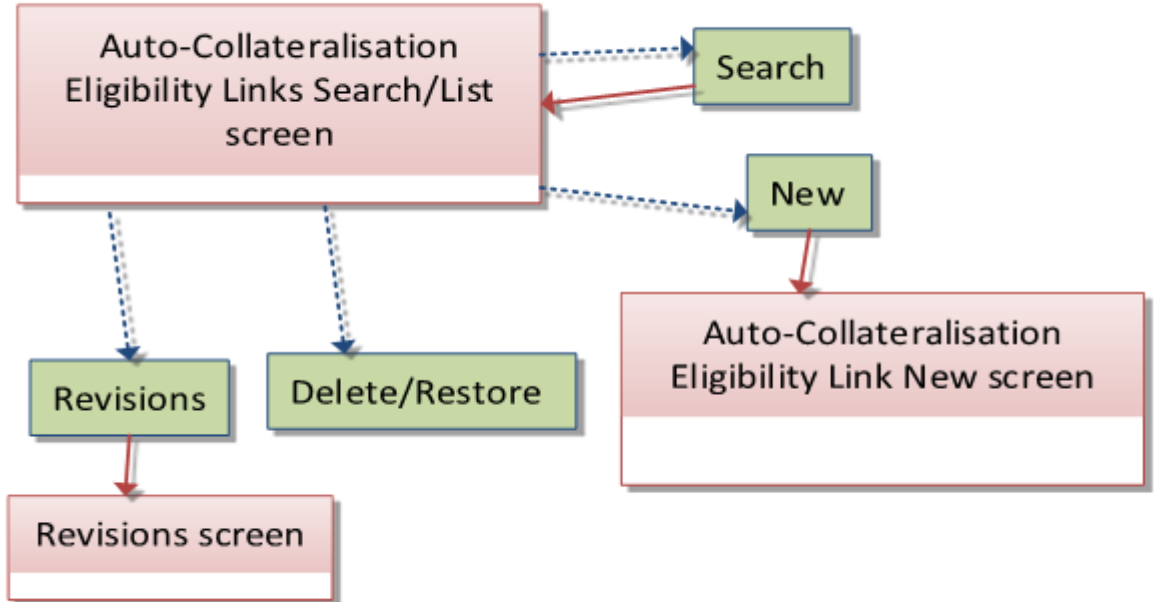 Auto-Collateralisation
Eligibility Links Search/List
screen
Search
New
Auto-Collateralisation
Eligibility Link New screen
Revisions
Delete/Restore
Revisions screen